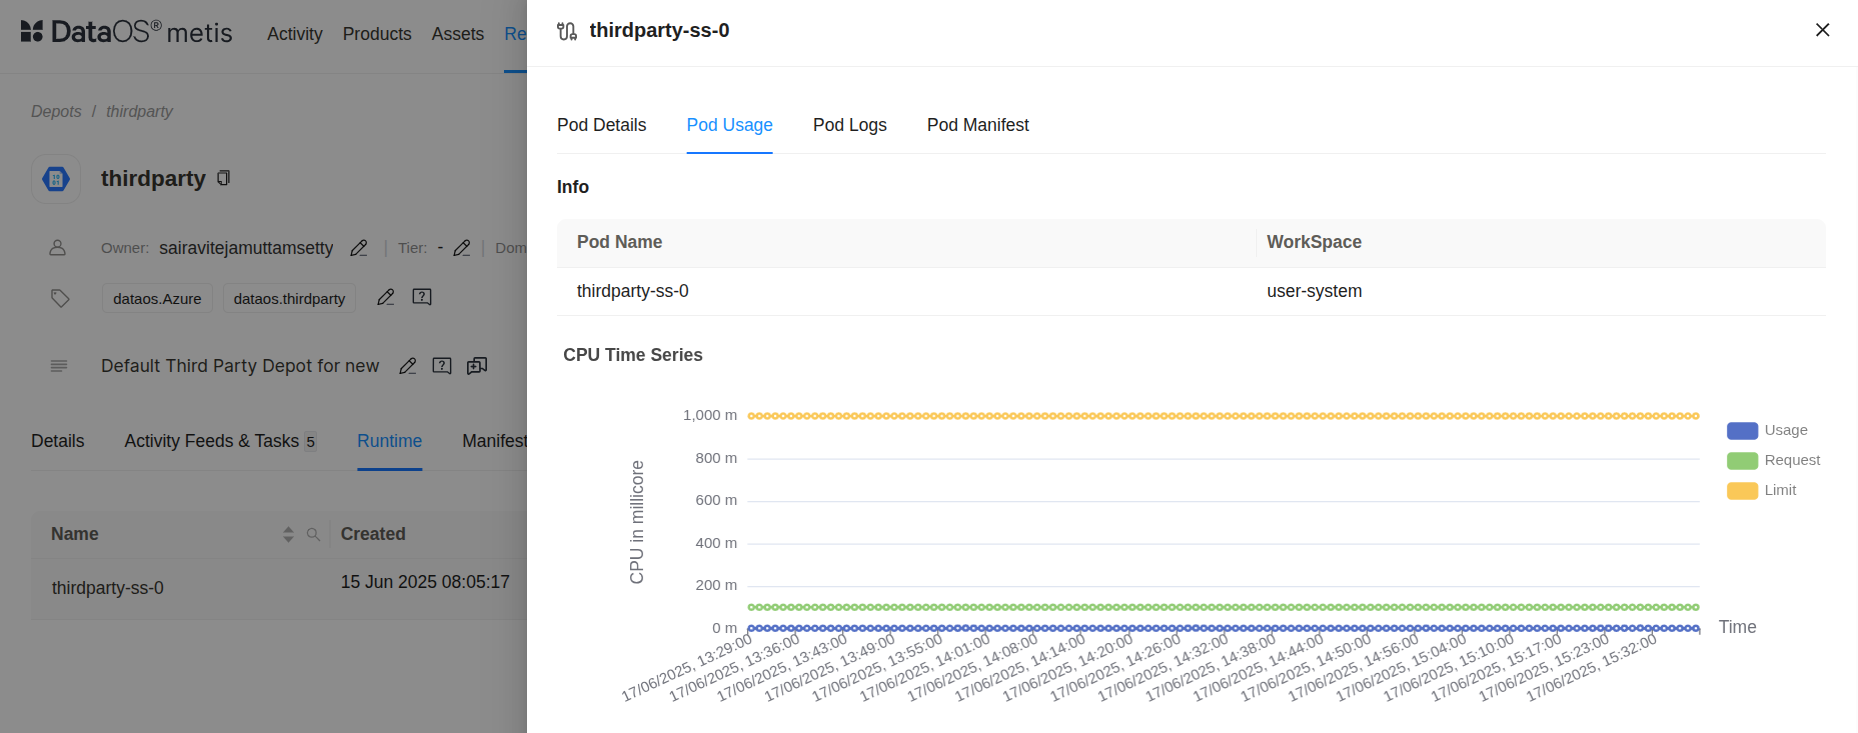 DataOS® metis
Activity Products Assets Re
Depots / thirdparty
thirdparty
Owner: sairavitejamuttamsetty | Tier: - | Dom
dataos.Azure dataos.thirdparty
Default Third Party Depot for new
Details Activity Feeds & Tasks 5 Runtime Manifest
Name Created
thirdparty-ss-0 15 Jun 2025 08:05:17
thirdparty-ss-0
Pod Details Pod Usage Pod Logs Pod Manifest
Info
Pod Name WorkSpace
thirdparty-ss-0 user-system
CPU Time Series
CPU in millicore
1,000 m
800 m
600 m
400 m
200 m
0 m
17/06/2025, 13:29:00
17/06/2025, 13:36:00
17/06/2025, 13:43:00
17/06/2025, 13:49:00
17/06/2025, 13:55:00
17/06/2025, 14:01:00
17/06/2025, 14:08:00
17/06/2025, 14:14:00
17/06/2025, 14:20:00
17/06/2025, 14:26:00
17/06/2025, 14:32:00
17/06/2025, 14:38:00
17/06/2025, 14:44:00
17/06/2025, 14:50:00
17/06/2025, 14:56:00
17/06/2025, 15:04:00
17/06/2025, 15:10:00
17/06/2025, 15:17:00
17/06/2025, 15:23:00
17/06/2025, 15:32:00
Time
Usage
Request
Limit